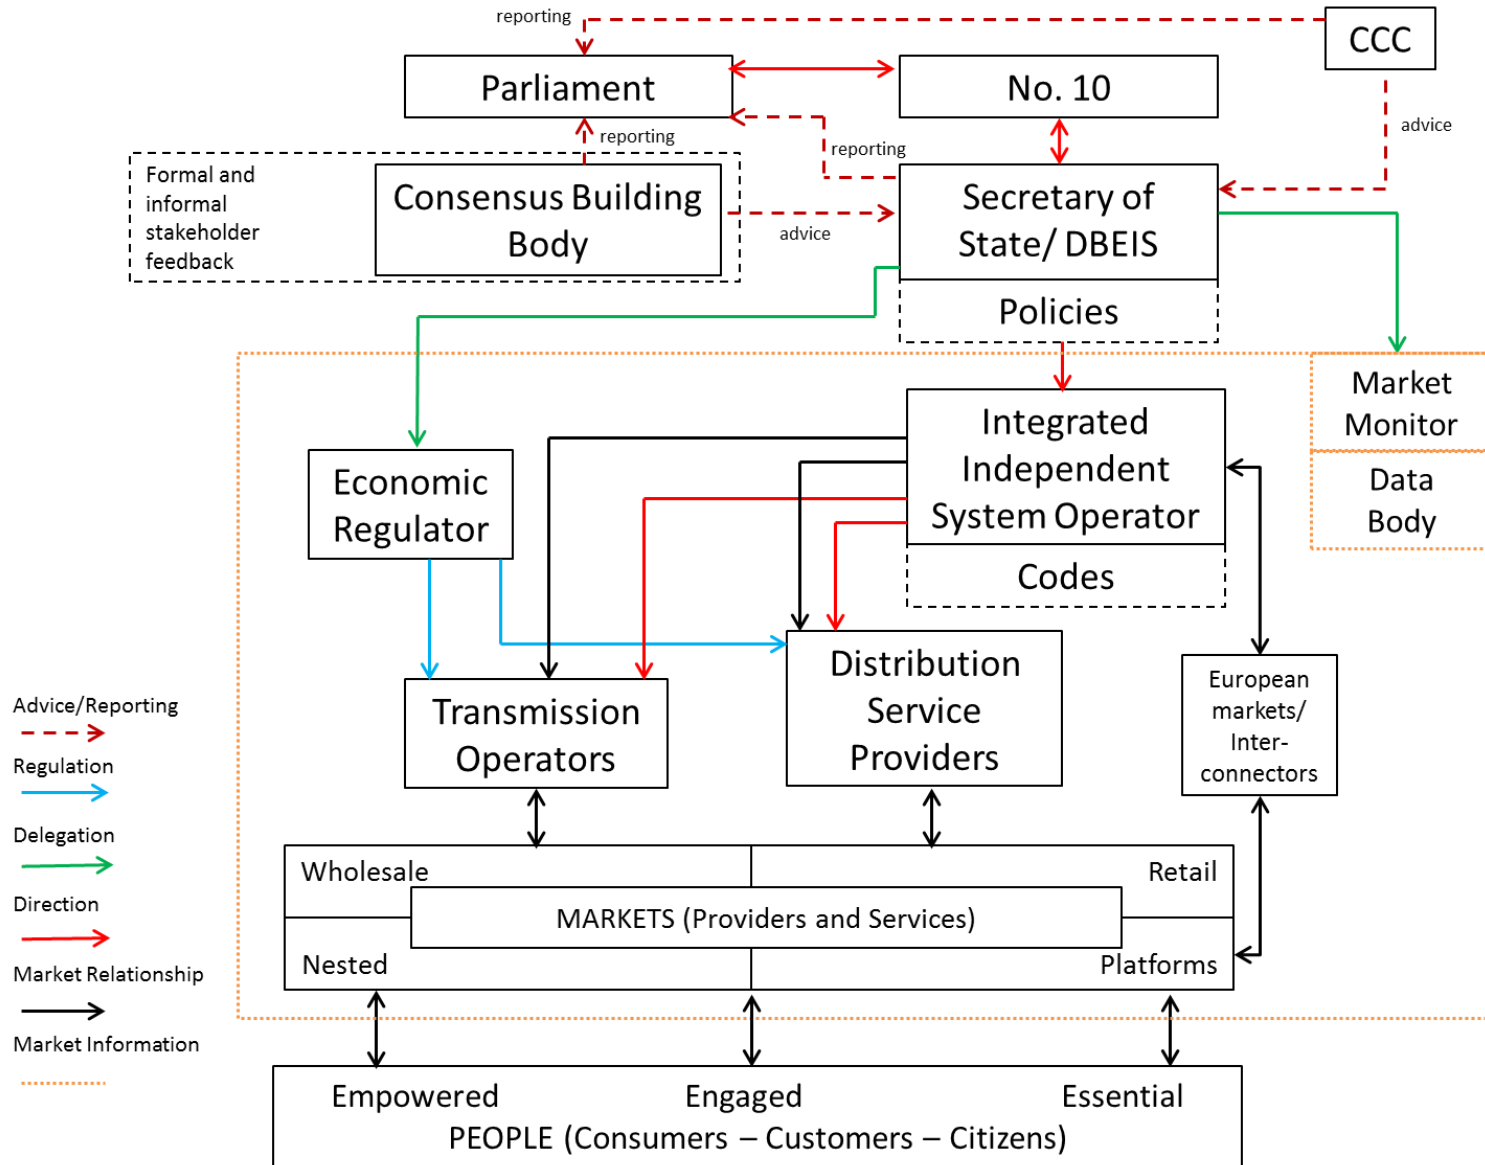 reporting
CCC
Parliament
No. 10
advice
reporting
reporting
Formal and
informal
stakeholder
feedback
Consensus Building
Body
advice
Secretary of
State/ DBEIS
Policies
Market
Monitor
Data
Body
Integrated
Independent
System Operator
Codes
Economic
Regulator
Transmission
Operators
Distribution
Service
Providers
European
markets/
Inter-
connectors
Advice/Reporting
Regulation
Delegation
Direction
Market Relationship
Market Information
Wholesale
Retail
MARKETS (Providers and Services)
Nested
Platforms
Empowered
Engaged
Essential
PEOPLE (Consumers – Customers – Citizens)